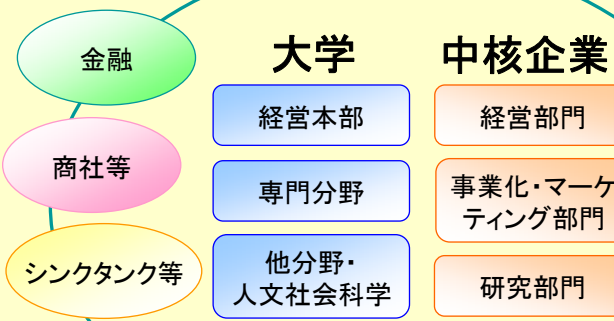 金融
商社等
シンクタンク等
大学
経営本部
専門分野
他分野・
人文社会科学
中核企業
経営部門
事業化・マーケ
ティング部門
研究部門